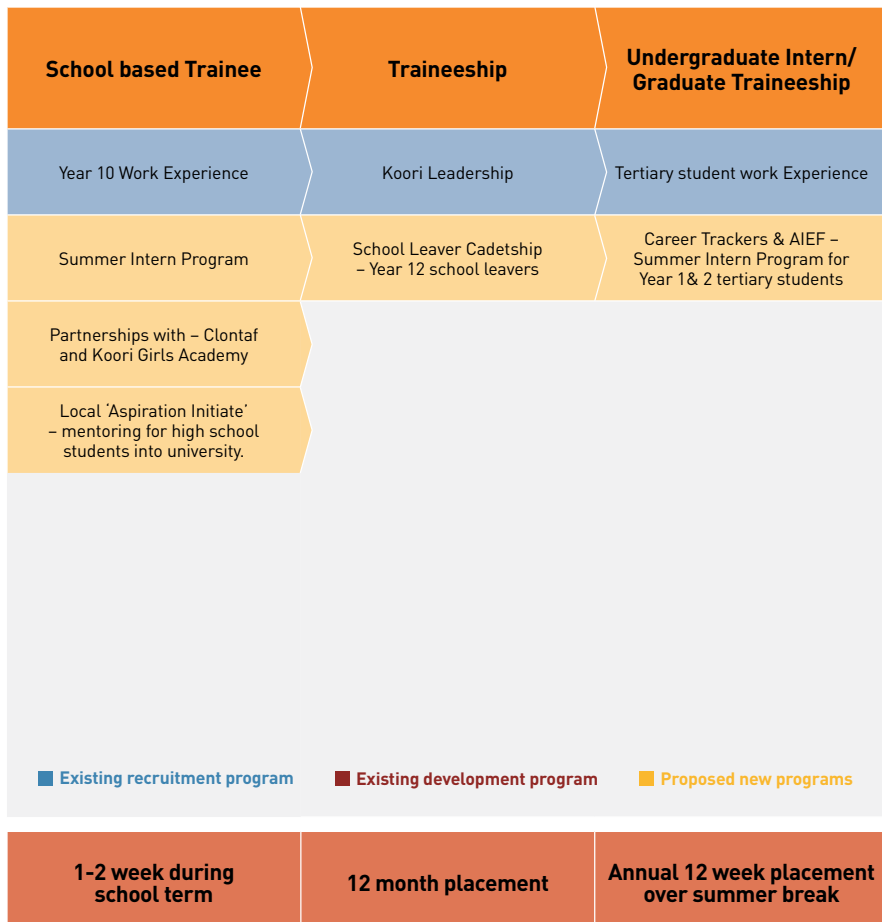 School based Trainee
Traineeship
Undergraduate Intern/
Graduate Traineeship
Year 10 Work Experience
Koori Leadership
Tertiary student work Experience
Summer Intern Program
School Leaver Cadetship
– Year 12 school leavers
Career Trackers & AIEF –
Summer Intern Program for
Year 1& 2 tertiary students
Partnerships with – Clontaf
and Koori Girls Academy
Local ‘Aspiration Initiate’
– mentoring for high school
students into university.
Existing recruitment program
Existing development program
Proposed new programs
1-2 week during
school term
12 month placement
Annual 12 week placement
over summer break